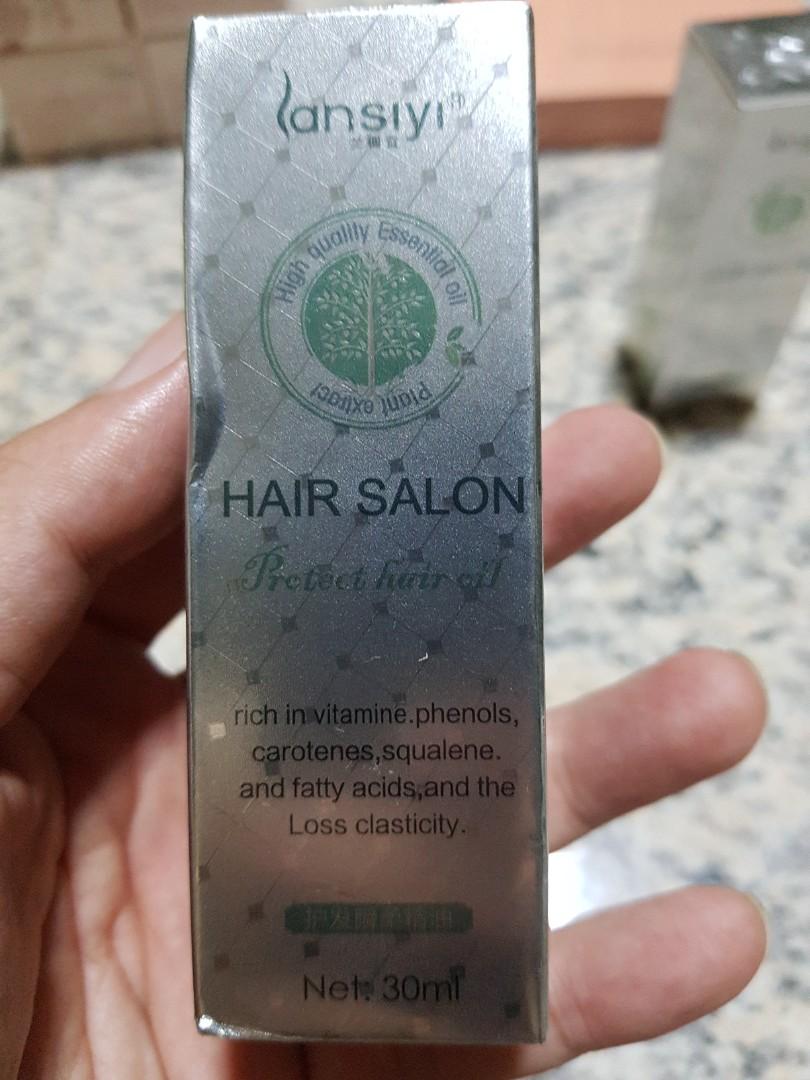 lansiyi
High quality Essential oil
Plant extract
HAIR SALON
Protect hair oil
rich in vitamine.phenols,
carotenes,squalene.
and fatty acids,and the
Loss clasticity.
Net: 30ml